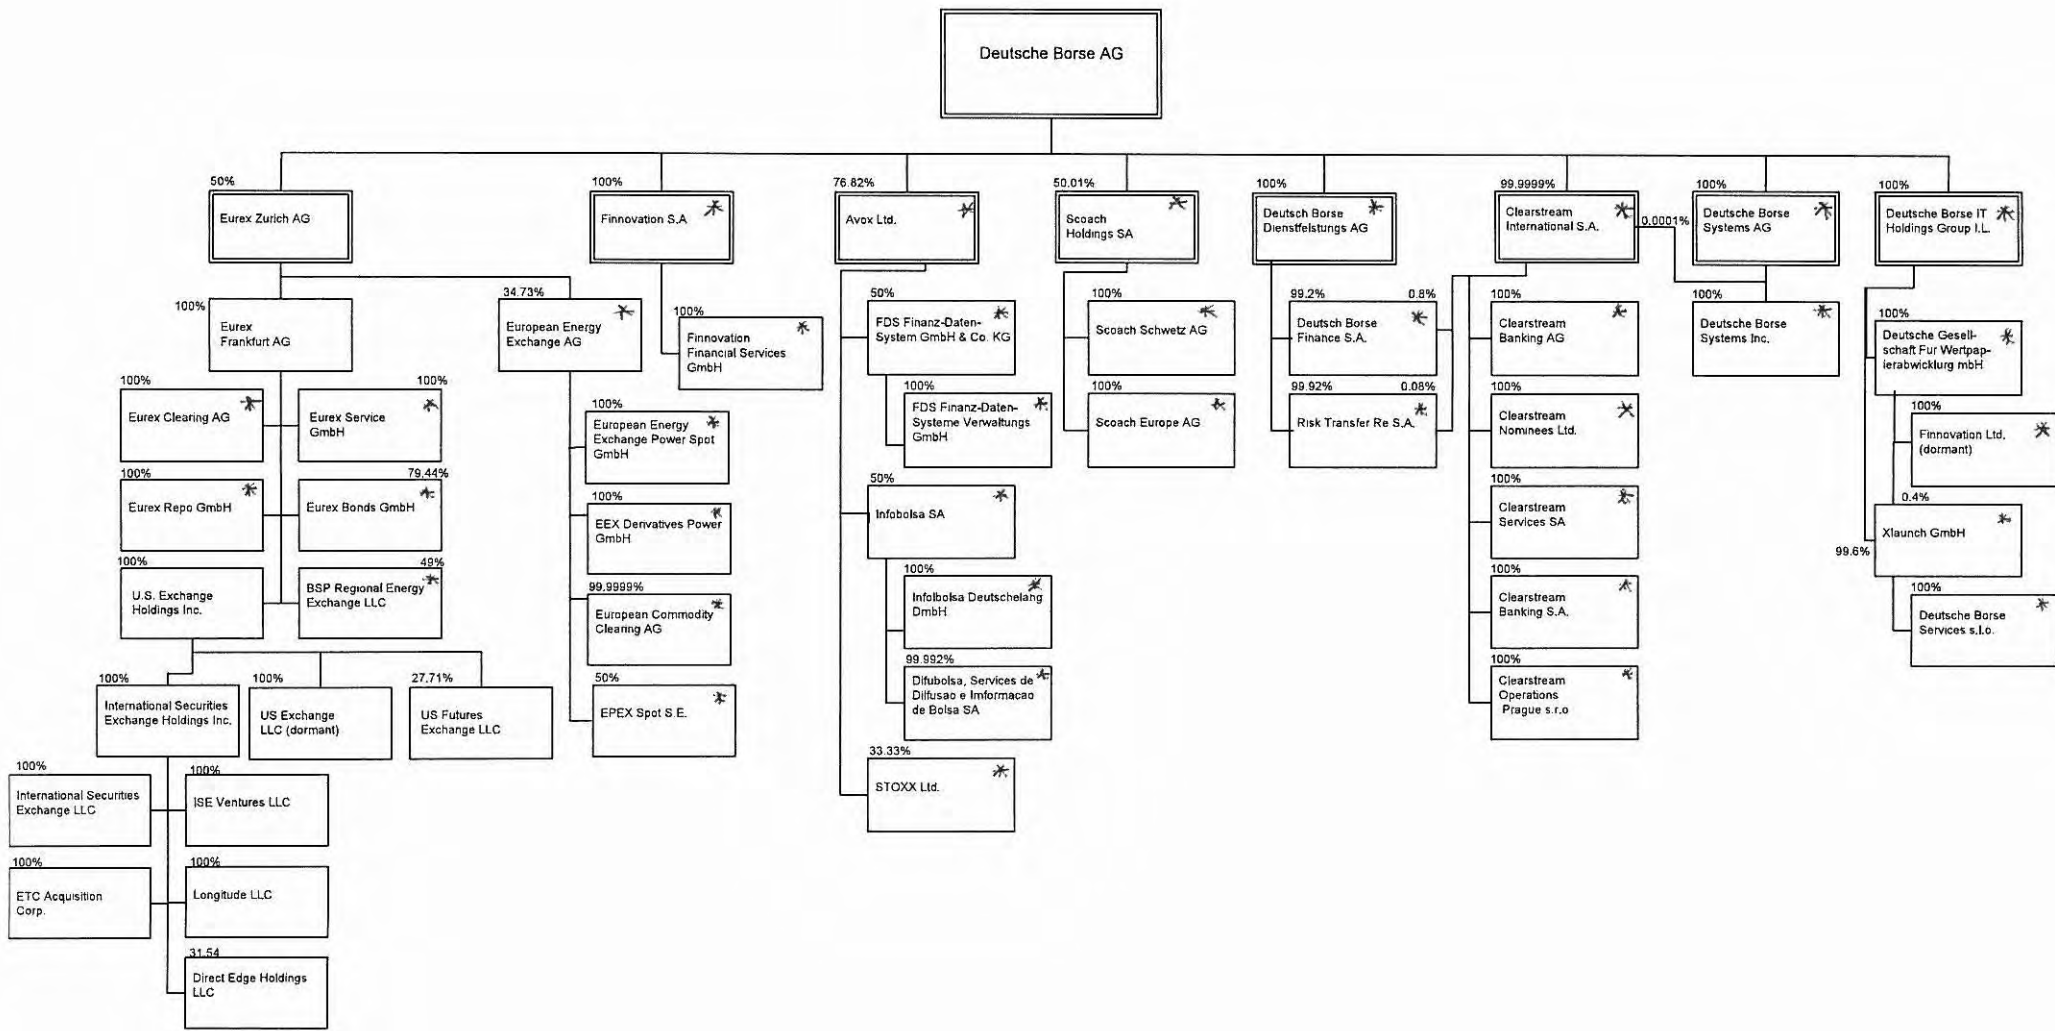 Deutsche Borse AG
50%
Eurex Zurich AG
100%
Finnovation S.A
76.82%
Avox Ltd.
50.01%
Scoach
Holdings SA
100%
Deutsch Borse
Dienstfelstungs AG
99.9999%
Clearstream
International S.A.
0.0001%
100%
Deutsche Borse
Systems AG
100%
Deutsche Borse IT
Holdings Group I.L.
100%
Eurex
Frankfurt AG
34.73%
European Energy
Exchange AG
100%
Finnovation
Financial Services
GmbH
100%
Eurex Clearing AG
100%
Eurex Service
GmbH
100%
Eurex Repo GmbH
79.44%
Eurex Bonds GmbH
100%
U.S. Exchange
Holdings Inc.
49%
BSP Regional Energy
Exchange LLC
100%
International Securities
Exchange Holdings Inc.
100%
US Exchange
LLC (dormant)
27.71%
US Futures
Exchange LLC
100%
International Securities
Exchange LLC
100%
ISE Ventures LLC
100%
ETC Acquisition
Corp.
100%
Longitude LLC
31.54
Direct Edge Holdings
LLC
100%
European Energy
Exchange Power Spot
GmbH
100%
EEX Derivatives Power
GmbH
99.9999%
European Commodity
Clearing AG
50%
EPEX Spot S.E.
50%
FDS Finanz-Daten-
System GmbH & Co. KG
100%
FDS Finanz-Daten-
Systeme Verwaltungs
GmbH
50%
Infobolsa SA
100%
Infolbolsa Deutschelang
DmbH
99.992%
Difubolsa, Services de
Dilfusao e Imformacao
de Bolsa SA
33.33%
STOXX Ltd.
100%
Scoach Schwetz AG
100%
Scoach Europe AG
99.2%
0.8%
Deutsch Borse
Finance S.A.
99.92%
0.08%
Risk Transfer Re S.A.
100%
Clearstream
Banking AG
100%
Clearstream
Nominees Ltd.
100%
Clearstream
Services SA
100%
Clearstream
Banking S.A.
100%
Clearstream
Operations
Prague s.r.o
100%
Deutsche Borse
Systems Inc.
100%
Deutsche Gesell-
schaft Fur Wertpap-
ierabwicklurg mbH
100%
Finnovation Ltd.
(dormant)
0.4%
Xlaunch GmbH
99.6%
100%
Deutsche Borse
Services s.l.o.